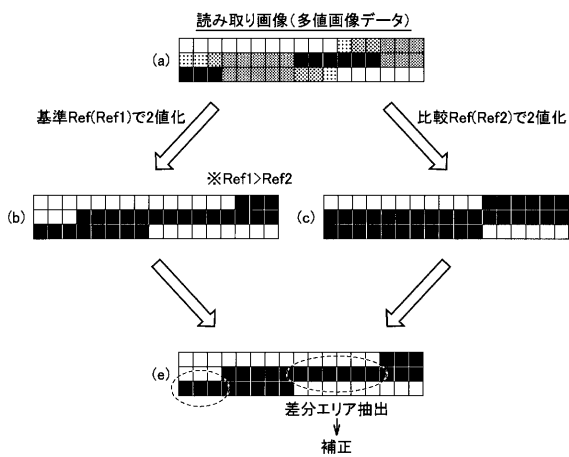 読み取り画像(多値画像データ)
(a)
基準Ref(Ref1)で2値化
比較Ref(Ref2)で2値化
※Ref1>Ref2
(b)
(c)
(e)
差分エリア抽出
補正